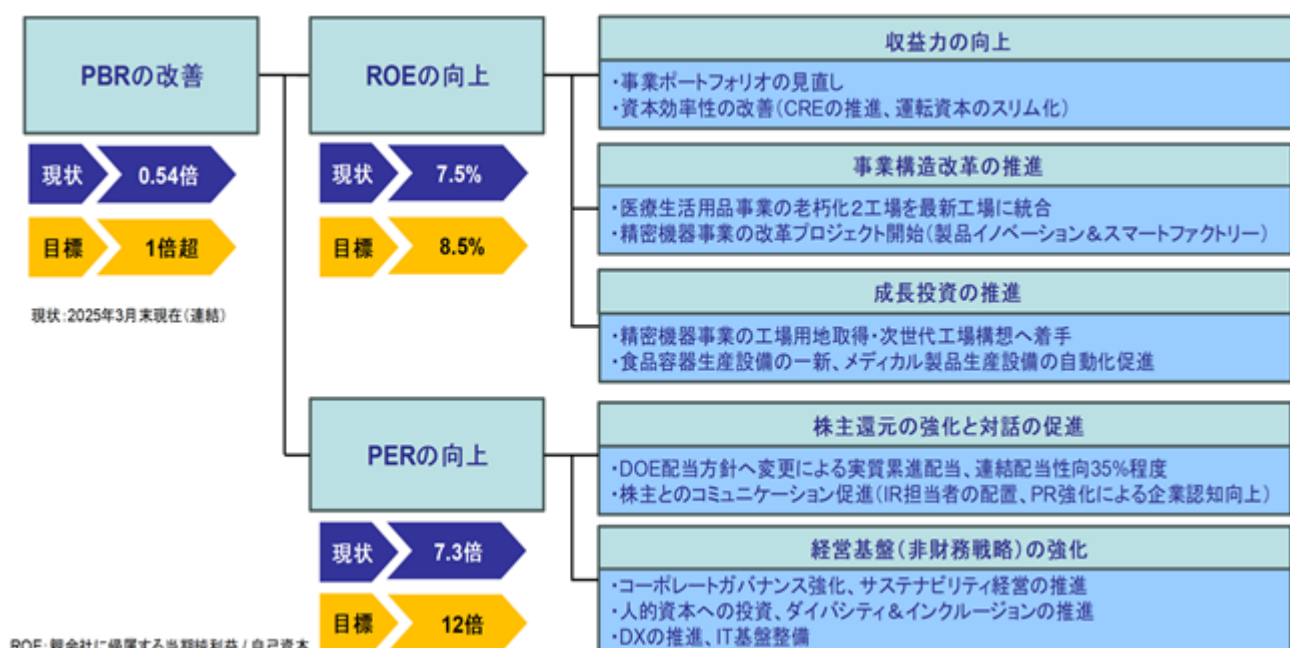 PBRの改善
現状 0.54倍
目標 1倍超
現状:2025年3月末現在(連結)
ROEの向上
現状 7.5%
目標 8.5%
収益力の向上
・事業ポートフォリオの見直し
・資本効率性の改善(CREの推進、運転資本のスリム化)
事業構造改革の推進
・医療生活用品事業の老朽化2工場を最新工場に統合
・精密機器事業の改革プロジェクト開始(製品イノベーション&スマートファクトリー)
成長投資の推進
・精密機器事業の工場用地取得・次世代工場構想へ着手
・食品容器生産設備の一新、メディカル製品生産設備の自動化促進
PERの向上
現状 7.3倍
目標 12倍
株主還元の強化と対話の促進
・DOE配当方針へ変更による実質累進配当、連結配当性向35%程度
・株主とのコミュニケーション促進(IR担当者の配置、PR強化による企業認知向上)
経営基盤(非財務戦略)の強化
・コーポレートガバナンス強化、サステナビリティ経営の推進
・人的資本への投資、ダイバシティ&インクルージョンの推進
・DXの推進、IT基盤整備
ROE:親会社に帰属する当期純利益/自己資本